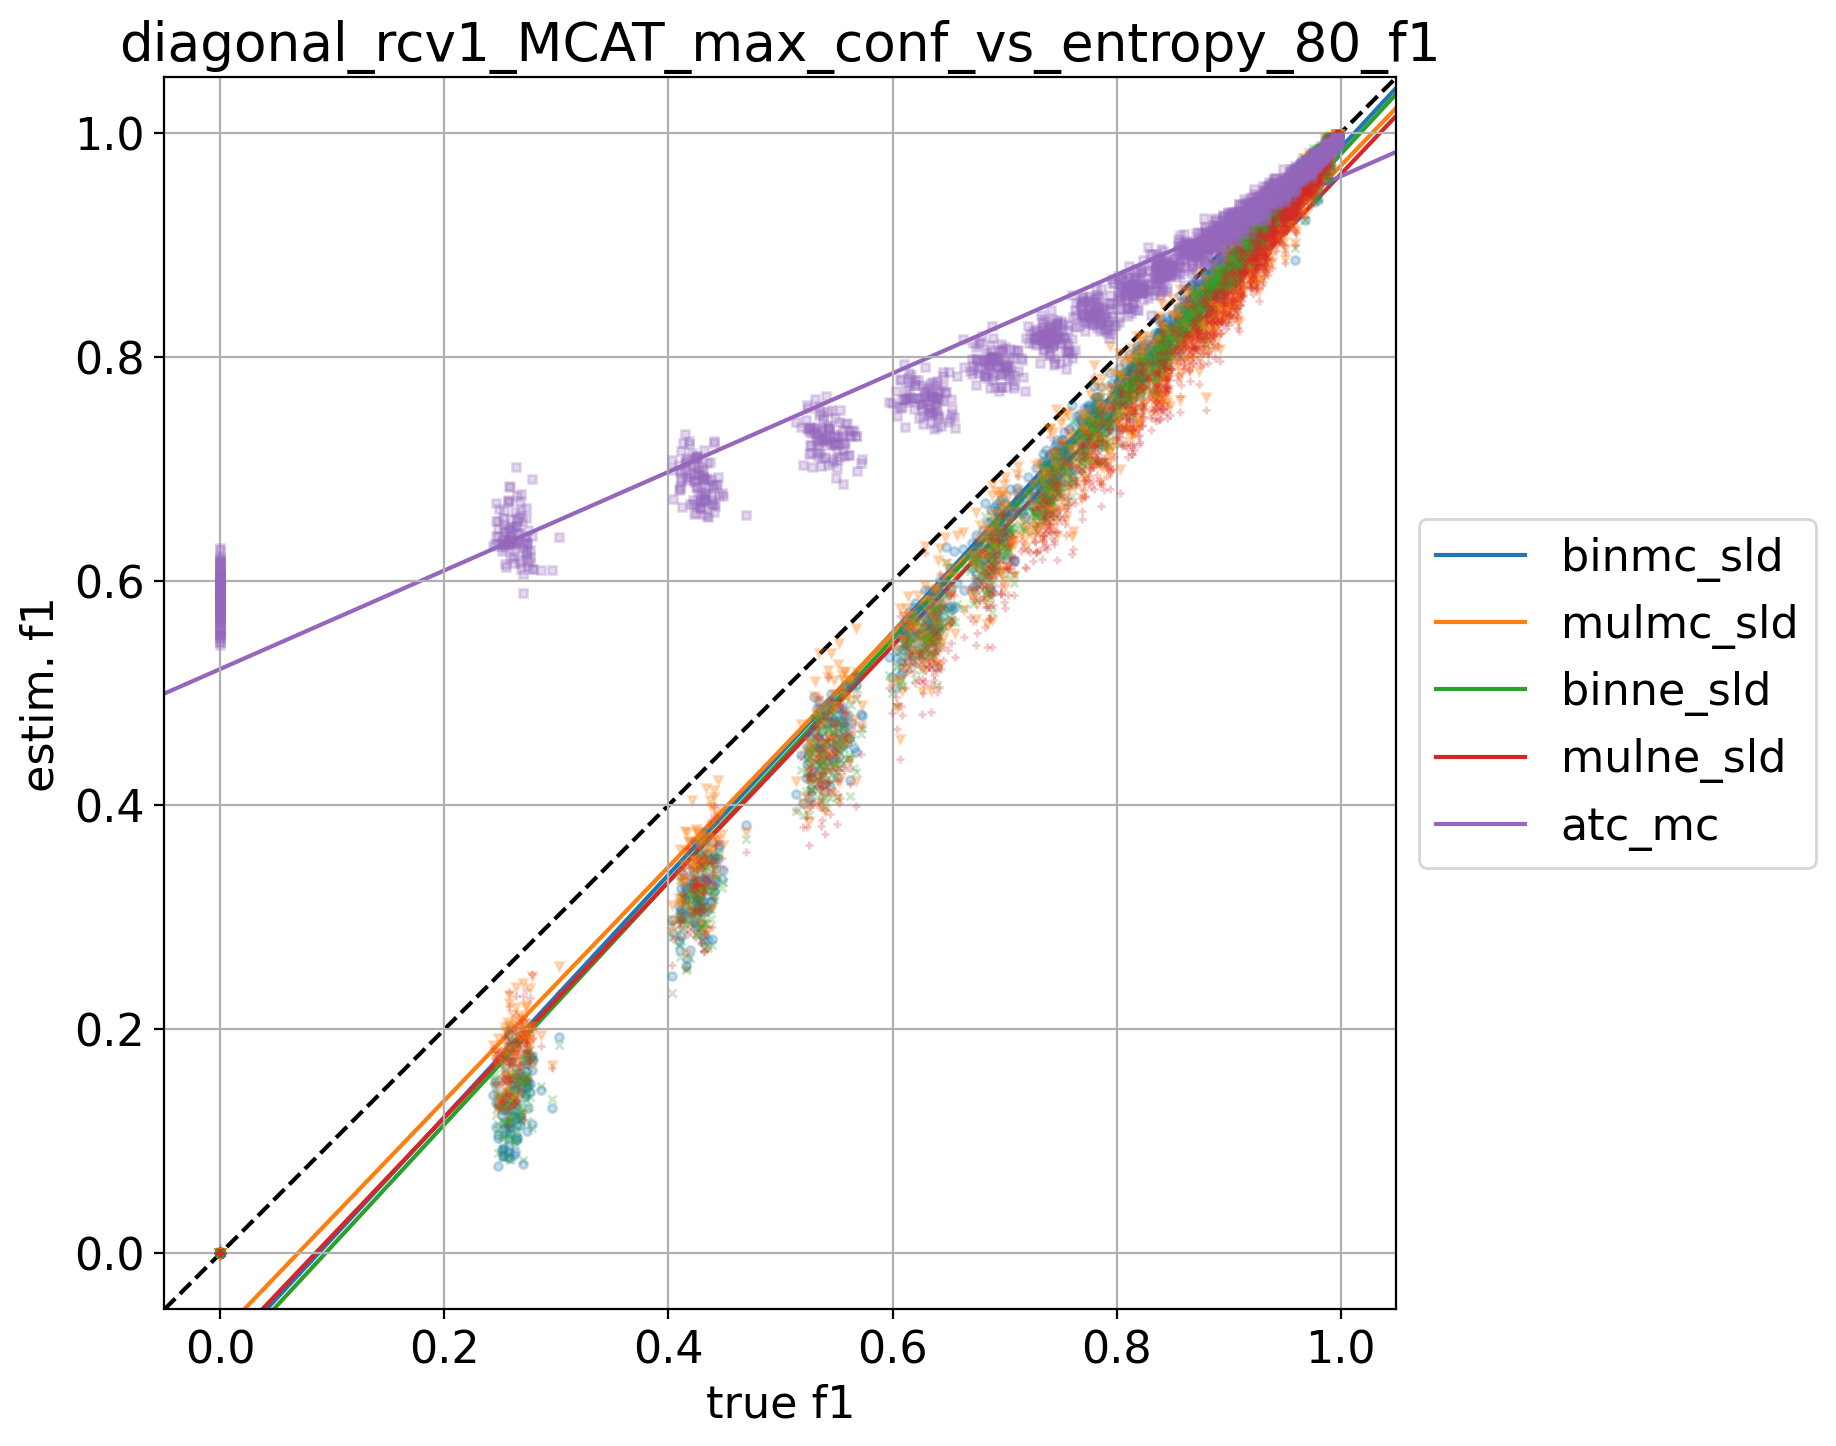 diagonal_rcv1_MCAT_max_conf_vs_entropy_80_f1
1.0
0.8
0.6
0.4
0.2
0.0
estim. f1
0.0 0.2 0.4 0.6 0.8 1.0
true f1
binmc_sld
mulmc_sld
binne_sld
mulne_sld
atc_mc